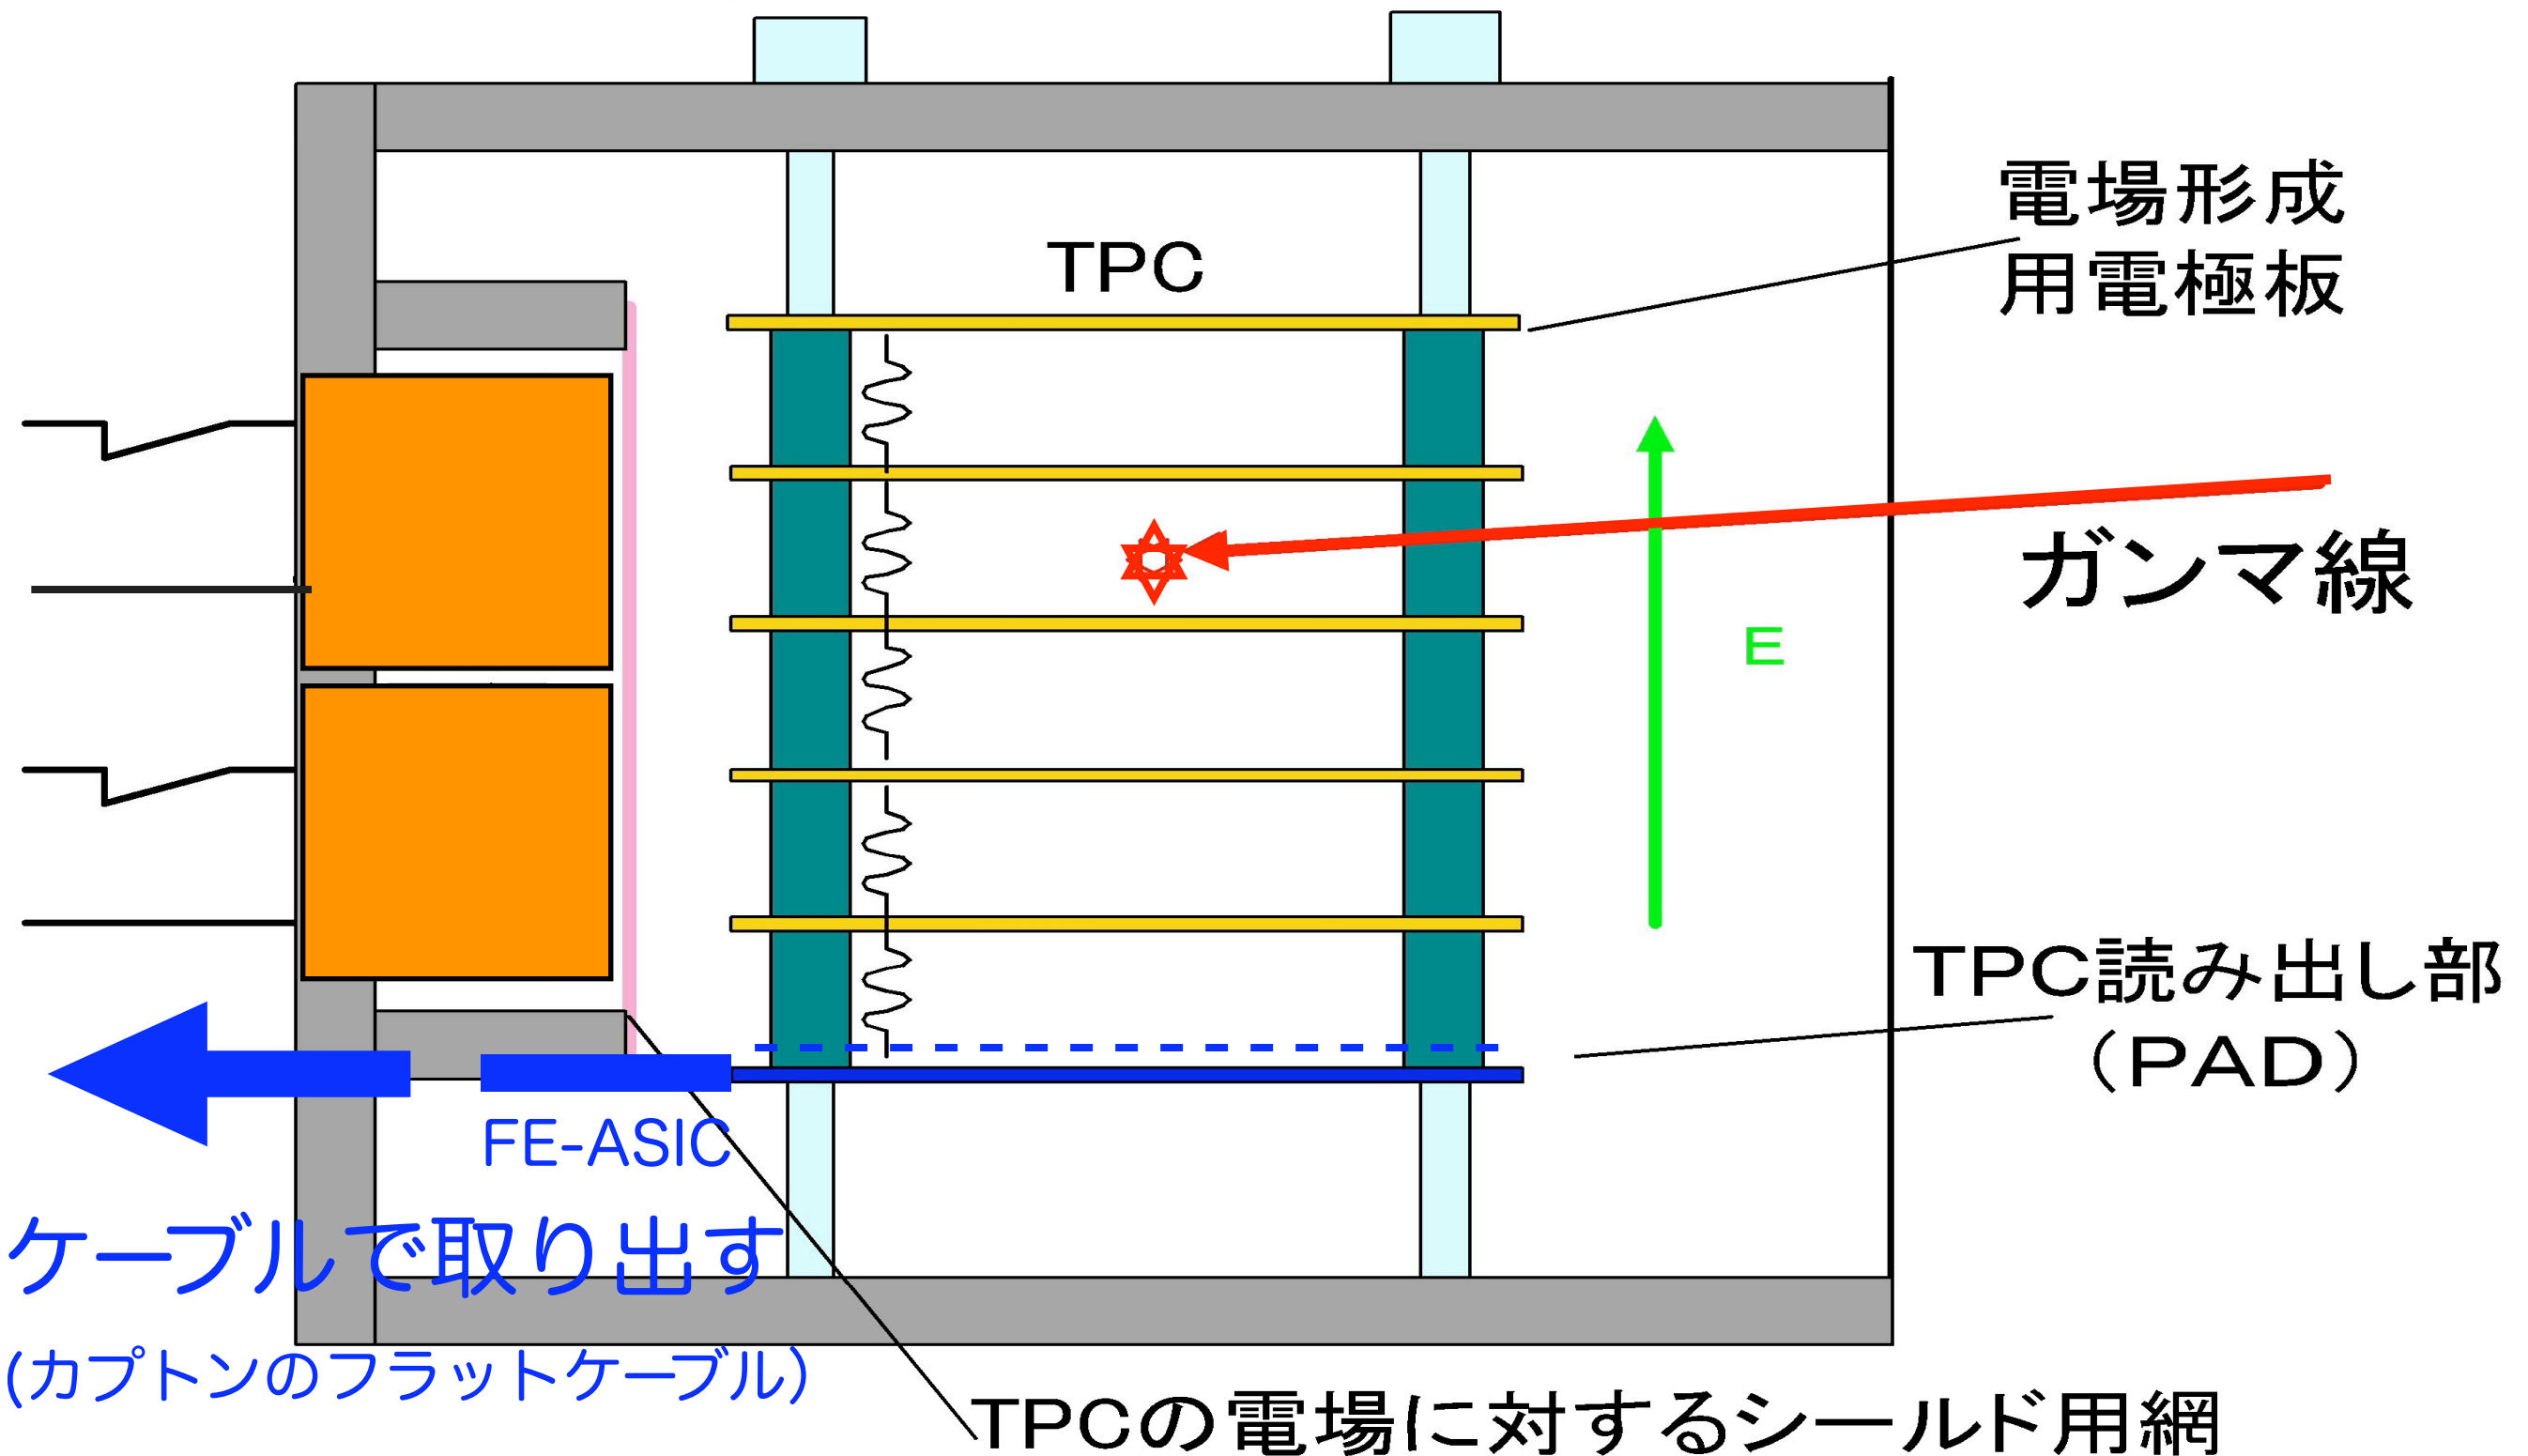 電場形成
用電極板
TPC
ガンマ線
E
TPC読み出し部
(PAD)
FE-ASIC
ケーブルで取り出す
(カプトンのフラットケーブル)
TPCの電場に対するシールド用網